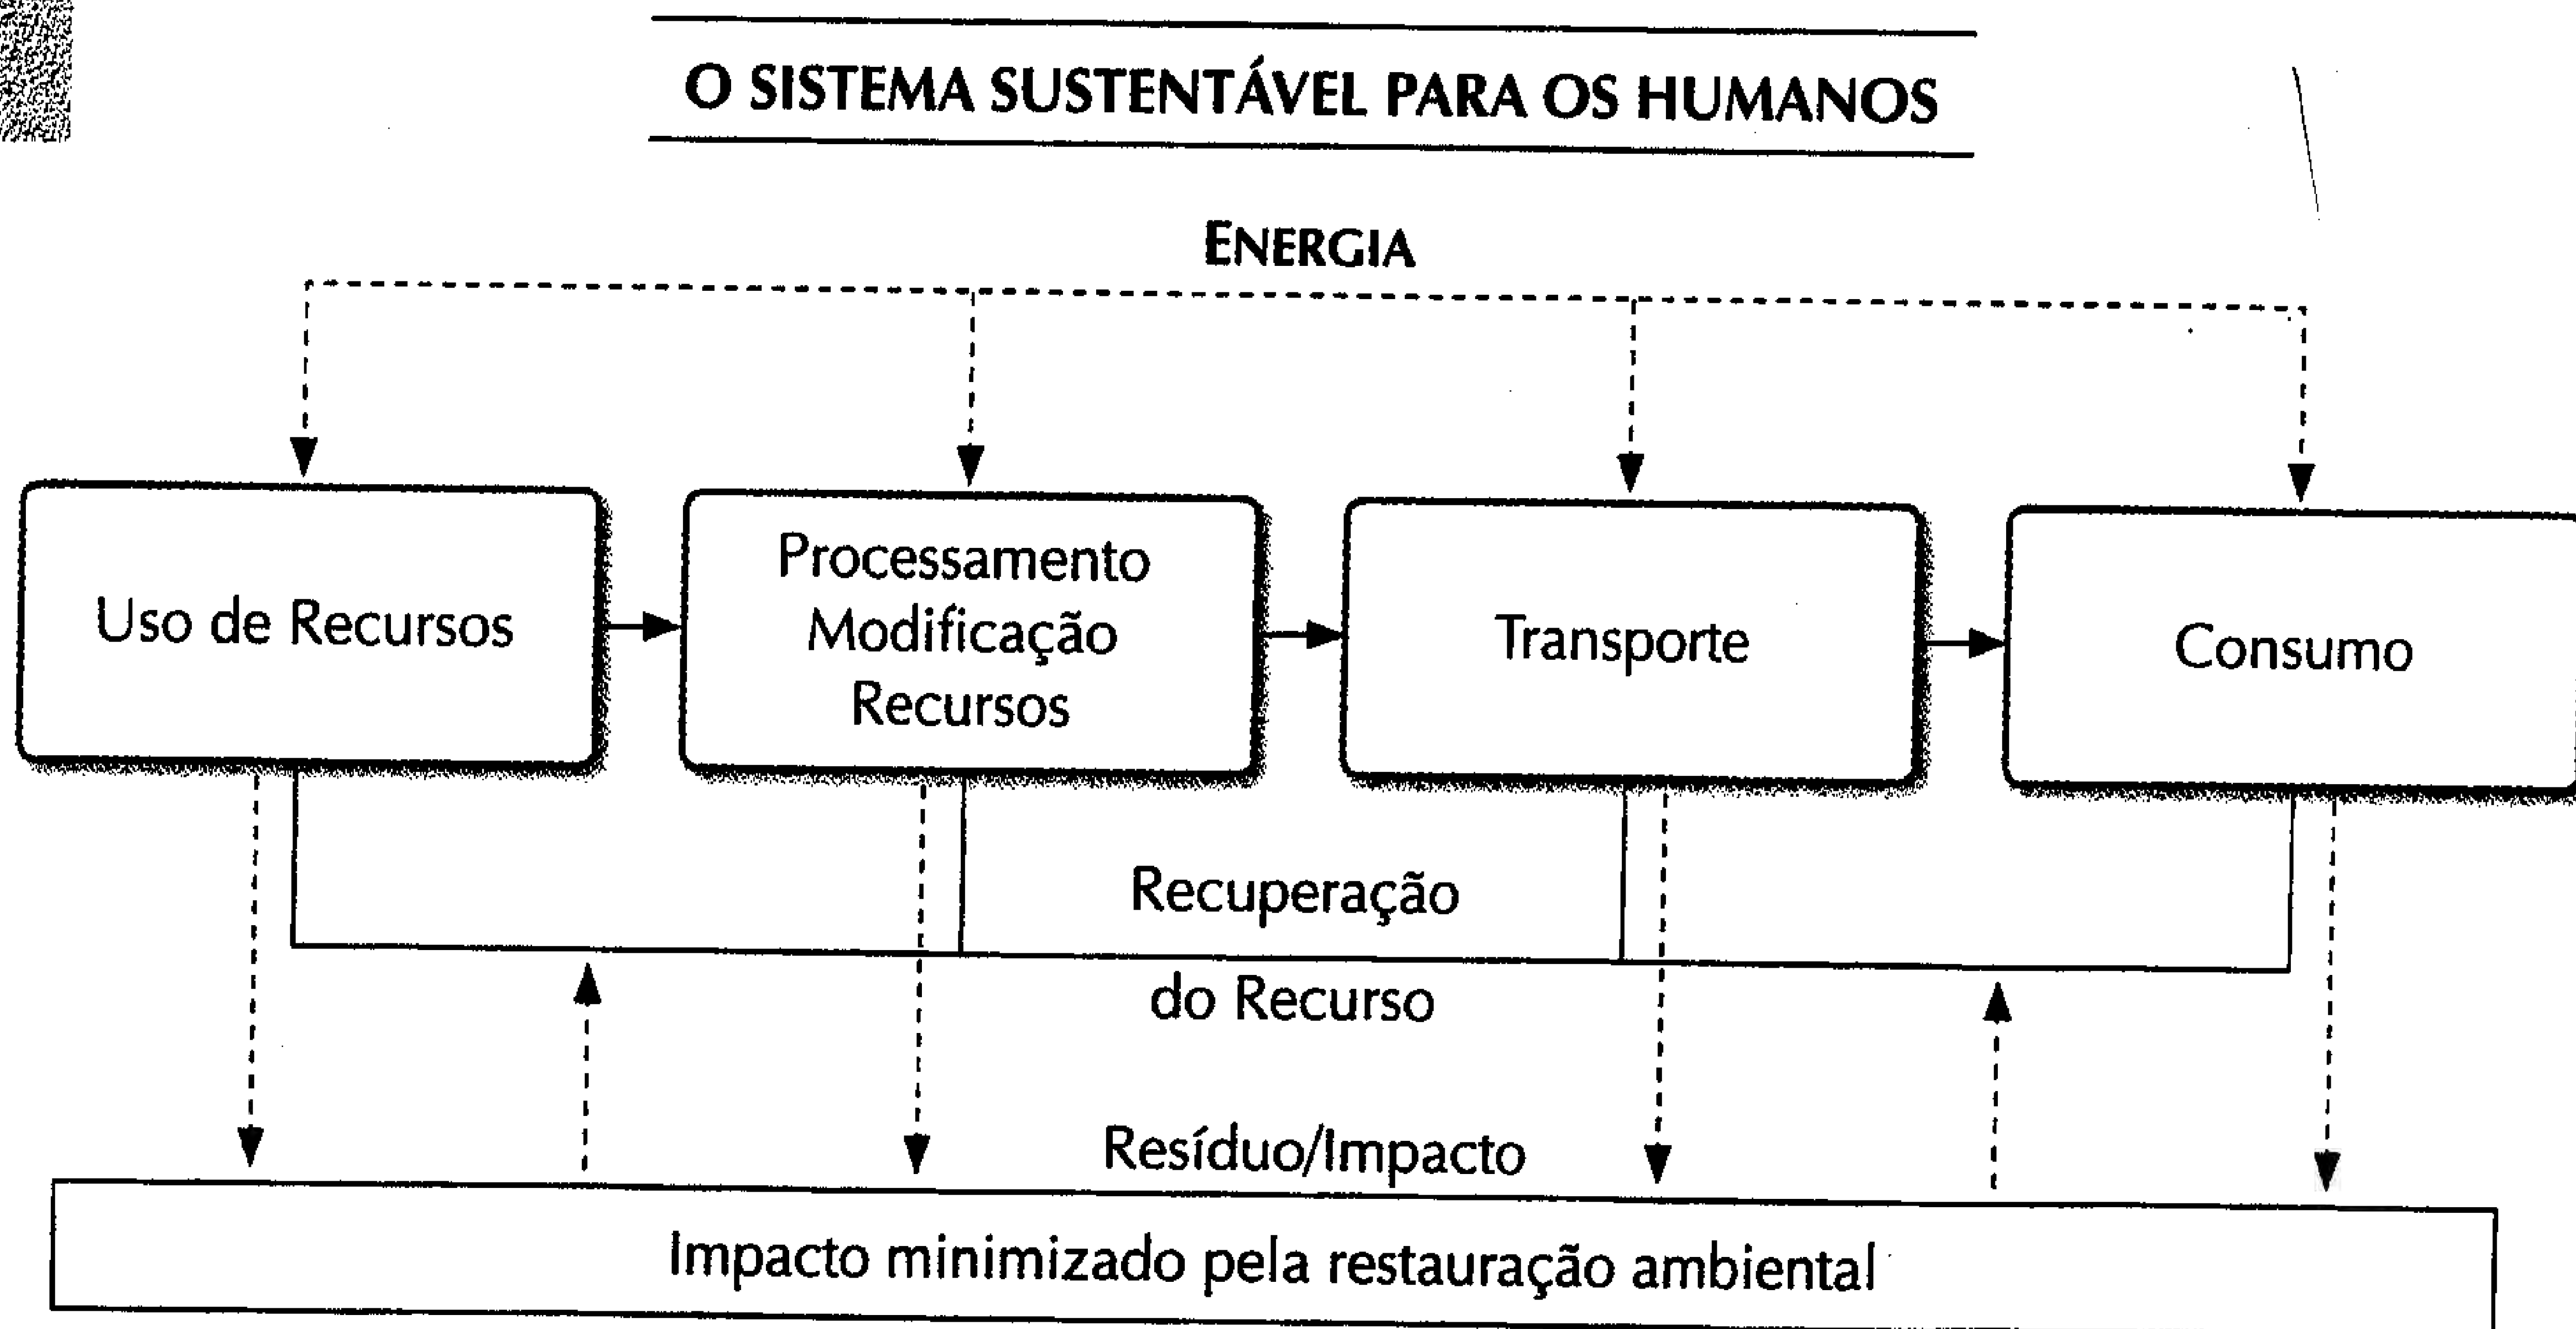 O SISTEMA SUSTENTÁVEL PARA OS HUMANOS
ENERGIA
Uso de Recursos
Processamento
Modificação
Recursos
Transporte
Consumo
Recuperação
do Recurso
Resíduo/Impacto
Impacto minimizado pela restauração ambiental